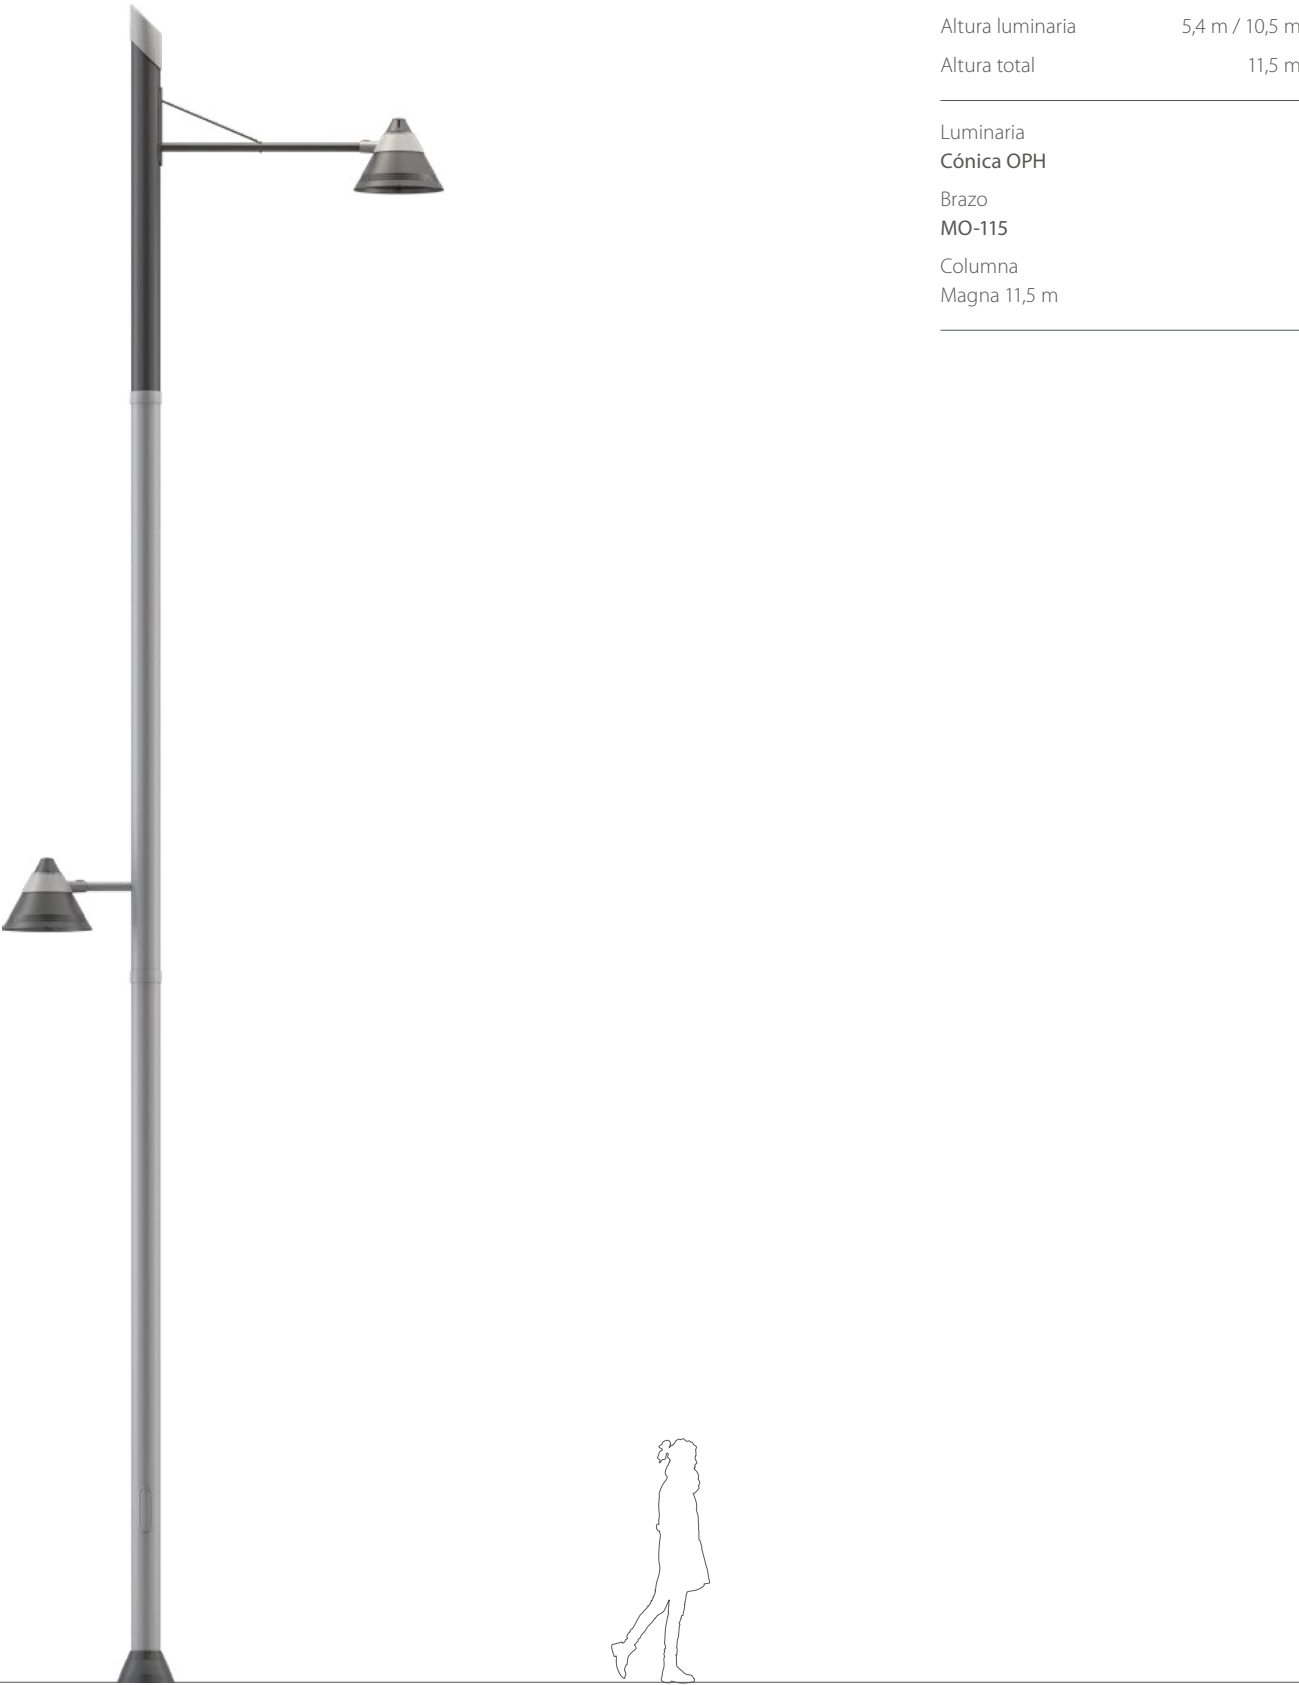 Altura luminaria 5,4 m / 10,5 m
Altura total 11,5 m
Luminaria
Cónica OPH
Brazo
MO-115
Columna
Magna 11,5 m